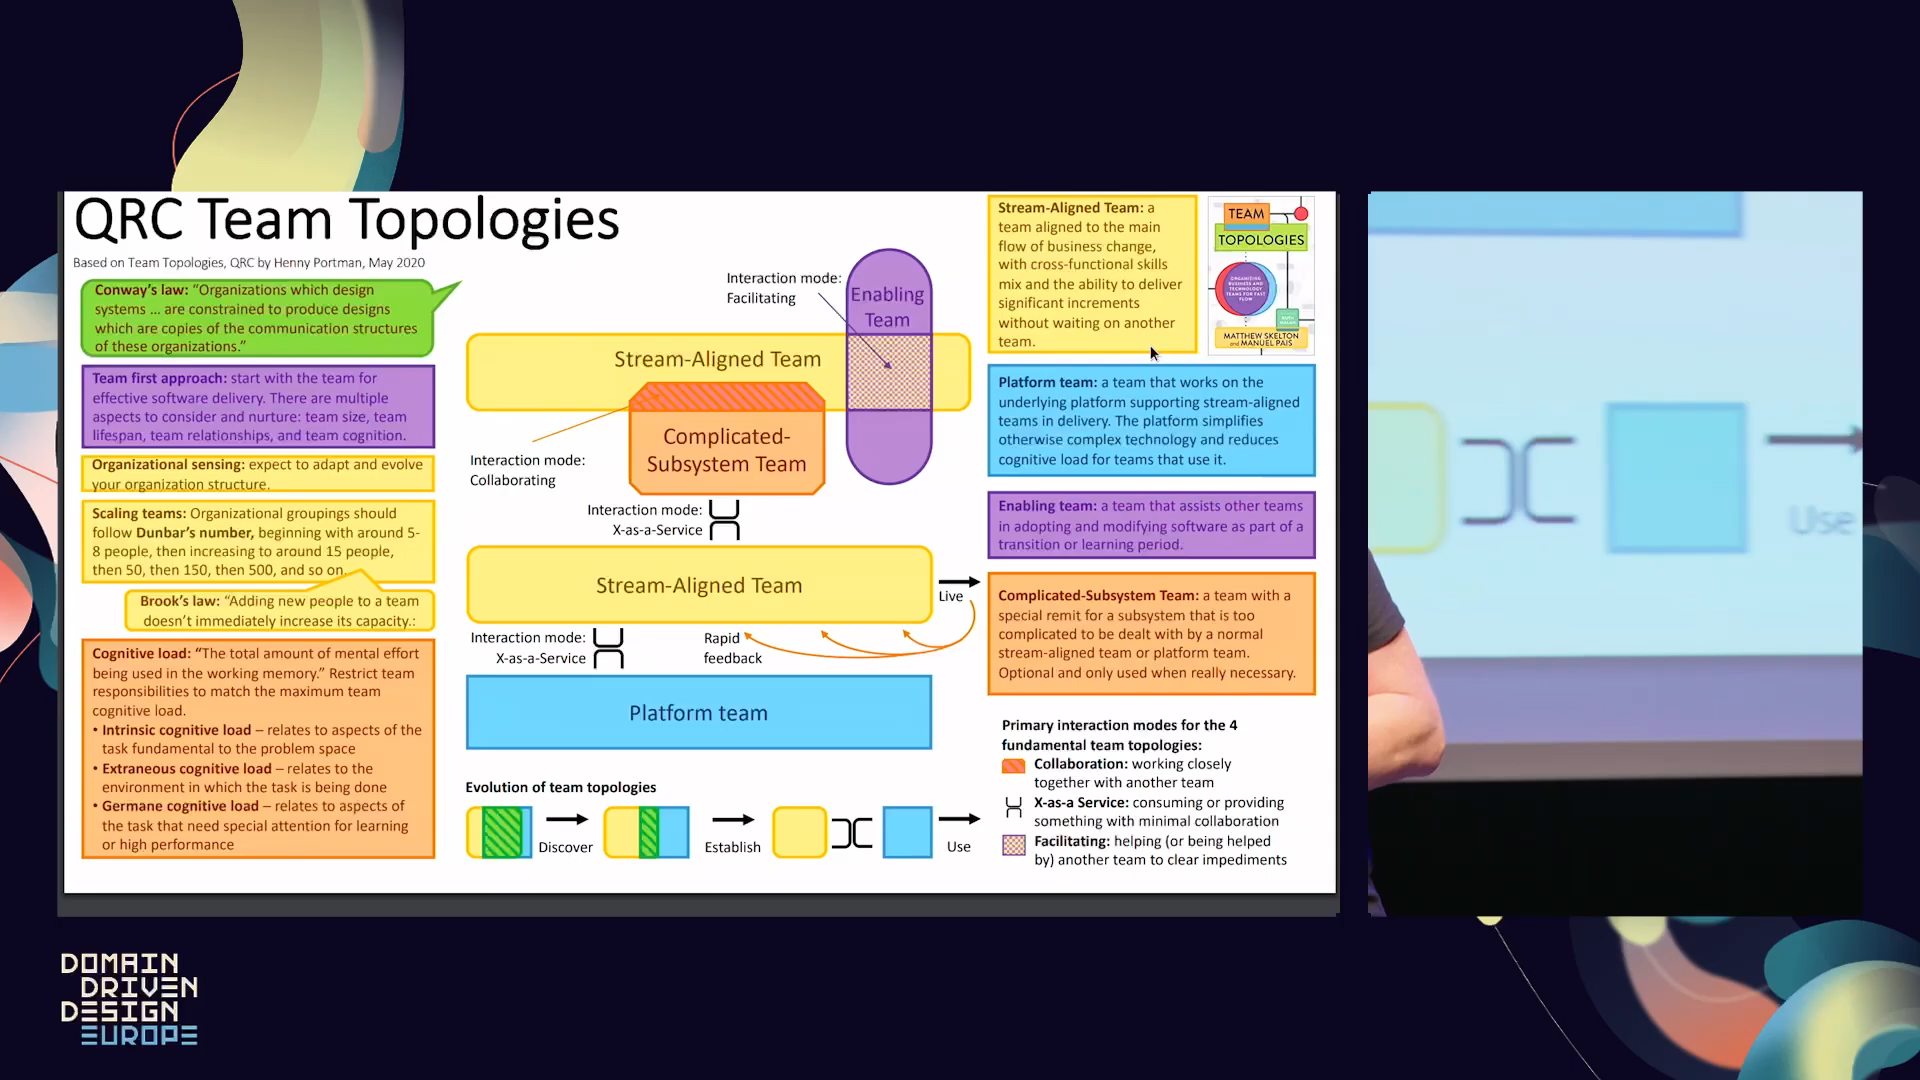 QRC Team Topologies
Based on Team Topologies, QRC by Henny Portman, May 2020
Conway's law: "Organizations which design
systems ... are constrained to produce designs
which are copies of the communication structures
of these organizations."
Team first approach: start with the team for
effective software delivery. There are multiple
aspects to consider and nurture: team size, team
lifespan, team relationships, and team cognition.
Organizational sensing: expect to adapt and evolve
your organization structure.
Scaling teams: Organizational groupings should
follow Dunbar's number, beginning with around 5-
8 people, then increasing to around 15 people,
then 50, then 150, then 500, and so on.
Brook's law: "Adding new people to a team
doesn't immediately increase its capacity.:
Cognitive load: "The total amount of mental effort
being used in the working memory." Restrict team
responsibilities to match the maximum team
cognitive load.
• Intrinsic cognitive load – relates to aspects of the
task fundamental to the problem space
• Extraneous cognitive load – relates to the
environment in which the task is being done
• Germane cognitive load – relates to aspects of
the task that need special attention for learning
or high performance
Interaction mode:
Facilitating
Enabling
Team
Stream-Aligned Team
Complicated-
Subsystem Team
Interaction mode:
Collaborating
Interaction mode:
X-as-a-Service
Stream-Aligned Team
Live
Interaction mode:
X-as-a-Service
Rapid
feedback
Platform team
Evolution of team topologies
Discover
Establish
Use
Stream-Aligned Team: a
team aligned to the main
flow of business change,
with cross-functional skills
mix and the ability to deliver
significant increments
without waiting on another
team.
TEAM
TOPOLOGIES
ORGANIZING
BUSINESS AND
TECHNOLOGY
TEAMS FOR FAST
FLOW
MATTHEW SKELTON
and MANUEL PAIS
Platform team: a team that works on the
underlying platform supporting stream-aligned
teams in delivery. The platform simplifies
otherwise complex technology and reduces
cognitive load for teams that use it.
Enabling team: a team that assists other teams
in adopting and modifying software as part of a
transition or learning period.
Complicated-Subsystem Team: a team with a
special remit for a subsystem that is too
complicated to be dealt with by a normal
stream-aligned team or platform team.
Optional and only used when really necessary.
Primary interaction modes for the 4
fundamental team topologies:
Collaboration: working closely
together with another team
X-as-a Service: consuming or providing
something with minimal collaboration
Facilitating: helping (or being helped
by) another team to clear impediments
Use
DOMAIN
DRIVEN
DESIGN
EUROPE